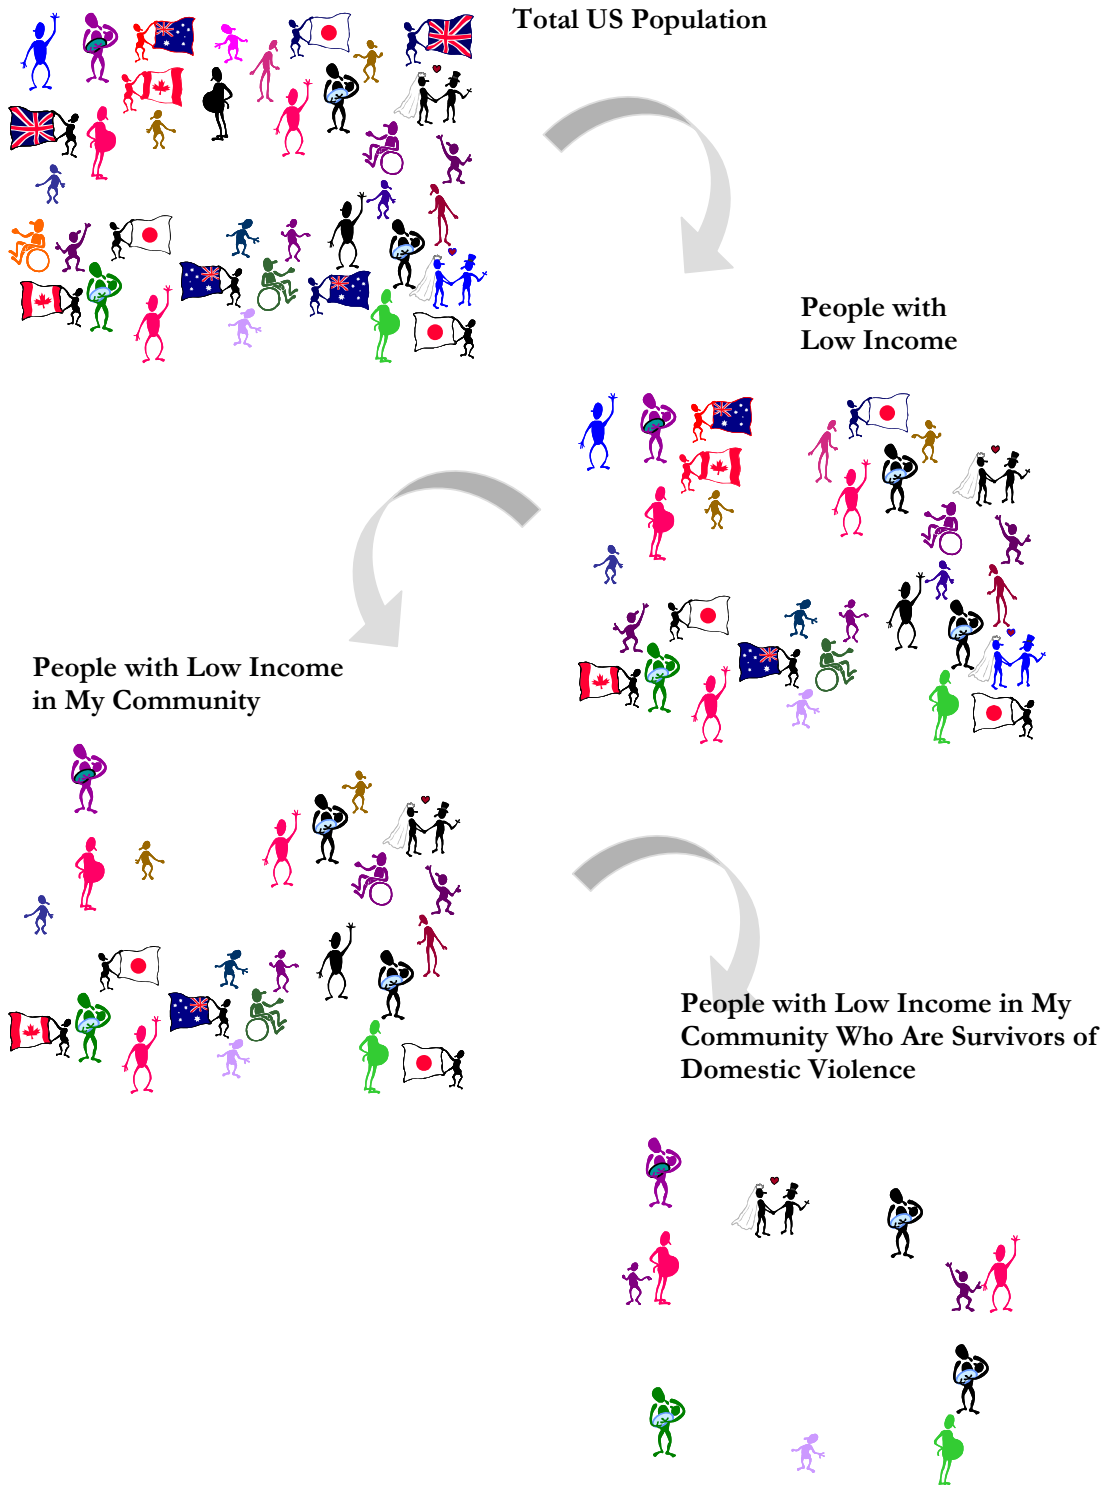 Total US Population
People with
Low Income
People with Low Income
in My Community
People with Low Income in My
Community Who Are Survivors of
Domestic Violence